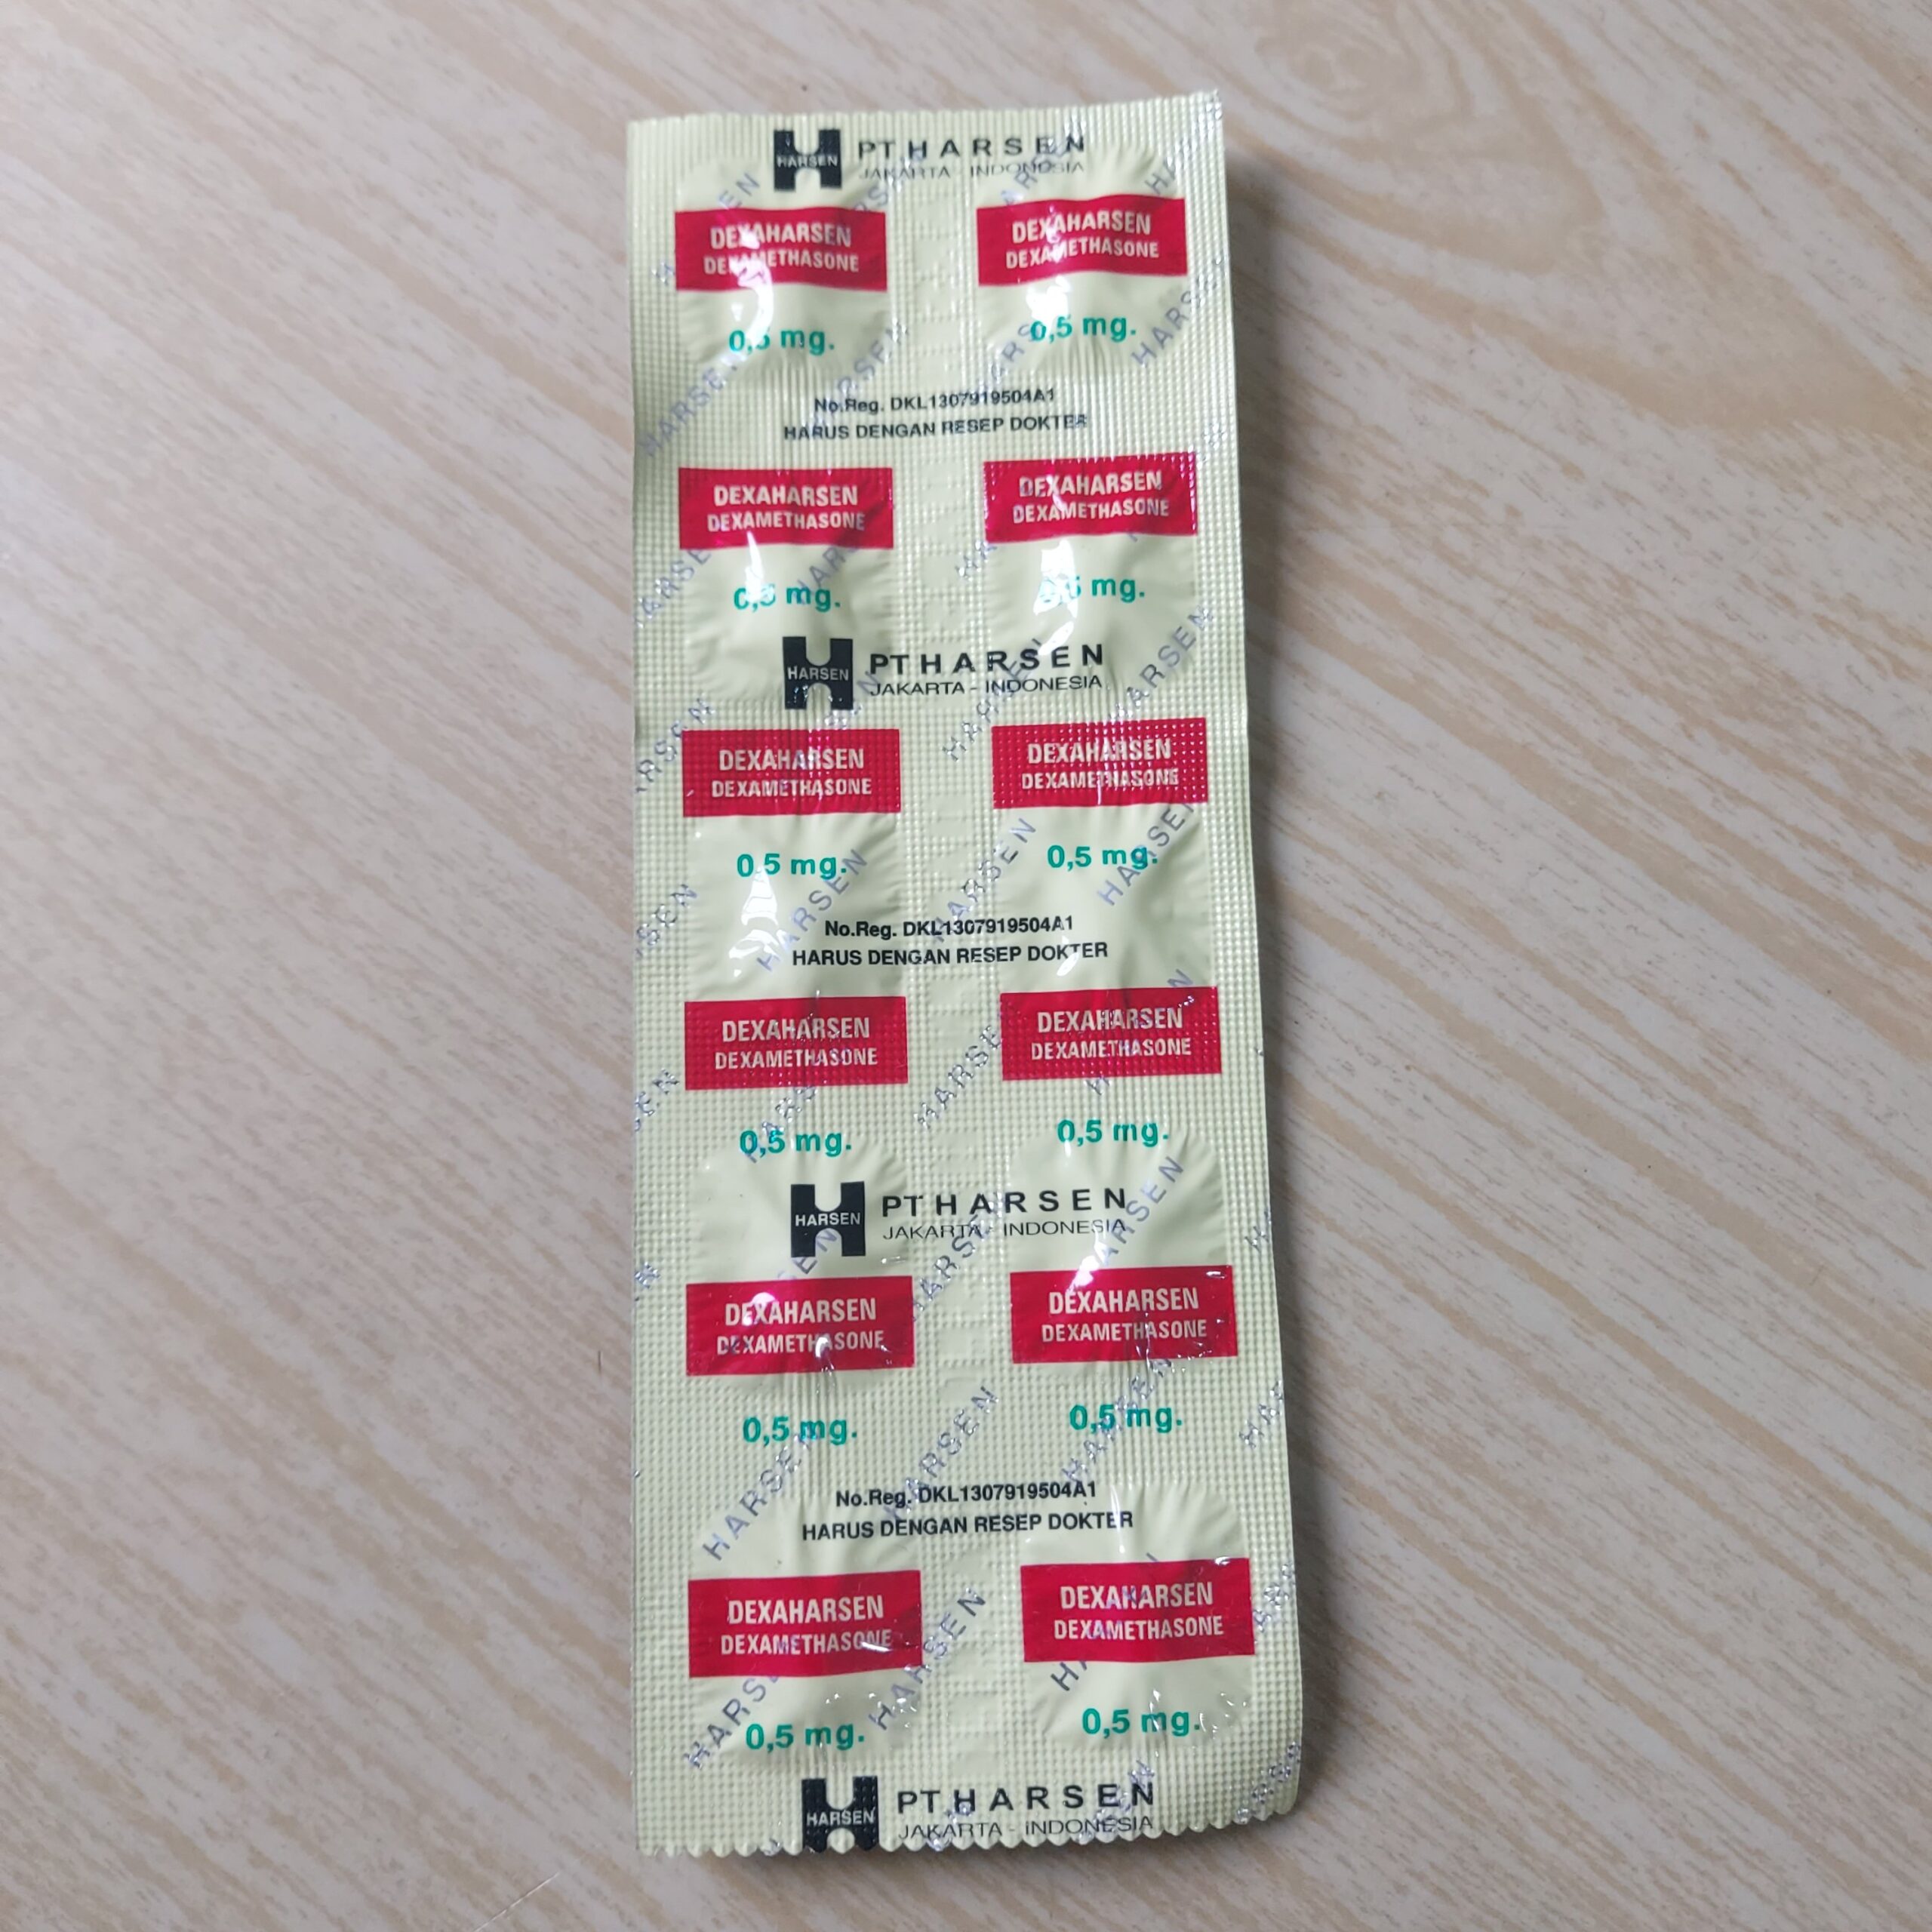 HARSEN PT HARSEN
JAKARTA - INDONESIA
DEXAHARSEN DEXAHARSEN
DEXAMETHASONE DEXAMETHASONE
0,5 mg. 0,5 mg.
No.Reg. DKL1307919504A1
HARUS DENGAN RESEP DOKTER
DEXAHARSEN DEXAHARSEN
DEXAMETHASONE DEXAMETHASONE
0,5 mg. 0,5 mg.
HARSEN PT HARSEN
JAKARTA - INDONESIA
DEXAHARSEN DEXAHARSEN
DEXAMETHASONE DEXAMETHASONE
0,5 mg. 0,5 mg.
No.Reg. DKL1307919504A1
HARUS DENGAN RESEP DOKTER
DEXAHARSEN DEXAHARSEN
DEXAMETHASONE DEXAMETHASONE
0,5 mg. 0,5 mg.
HARSEN PT HARSEN
JAKARTA - INDONESIA
DEXAHARSEN DEXAHARSEN
DEXAMETHASONE DEXAMETHASONE
0,5 mg. 0,5 mg.
No.Reg. DKL1307919504A1
HARUS DENGAN RESEP DOKTER
DEXAHARSEN DEXAHARSEN
DEXAMETHASONE DEXAMETHASONE
0,5 mg. 0,5 mg.
HARSEN PT HARSEN
JAKARTA - INDONESIA